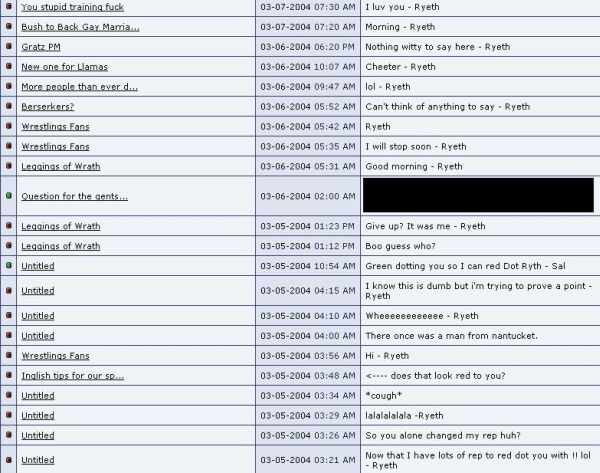 You stupid training fuck 03-07-2004 07:30 AM I luv you - Ryeth
Bush to Back Gay Marria... 03-07-2004 07:20 AM Morning - Ryeth
Gratz PM 03-06-2004 06:20 PM Nothing witty to say here - Ryeth
New one for Llamas 03-06-2004 10:07 AM Cheeter - Ryeth
More people than ever d... 03-06-2004 09:47 AM lol - Ryeth
Berserkers? 03-06-2004 05:52 AM Can't think of anything to say - Ryeth
Wrestlings Fans 03-06-2004 05:42 AM Ryeth
Wrestlings Fans 03-06-2004 05:35 AM I will stop soon - Ryeth
Leggings of Wrath 03-06-2004 05:31 AM Good morning - Ryeth
Question for the gents... 03-06-2004 02:00 AM
Leggings of Wrath 03-05-2004 01:23 PM Give up? It was me - Ryeth
Leggings of Wrath 03-05-2004 01:12 PM Boo guess who?
Untitled 03-05-2004 10:54 AM Green dotting you so I can red Dot Ryth - Sal
Untitled 03-05-2004 04:15 AM I know this is dumb but i'm trying to prove a point -
Ryeth
Untitled 03-05-2004 04:10 AM Wheeeeeeeeeeee - Ryeth
Untitled 03-05-2004 04:00 AM There once was a man from nantucket.
Wrestlings Fans 03-05-2004 03:56 AM Hi - Ryeth
Inglish tips for our sp... 03-05-2004 03:48 AM <---- does that look red to you?
Untitled 03-05-2004 03:34 AM *cough*
Untitled 03-05-2004 03:29 AM lalalalalala -Ryeth
Untitled 03-05-2004 03:26 AM So you alone changed my rep huh?
Untitled 03-05-2004 03:21 AM Now that I have lots of rep to red dot you with !! lol
- Ryeth